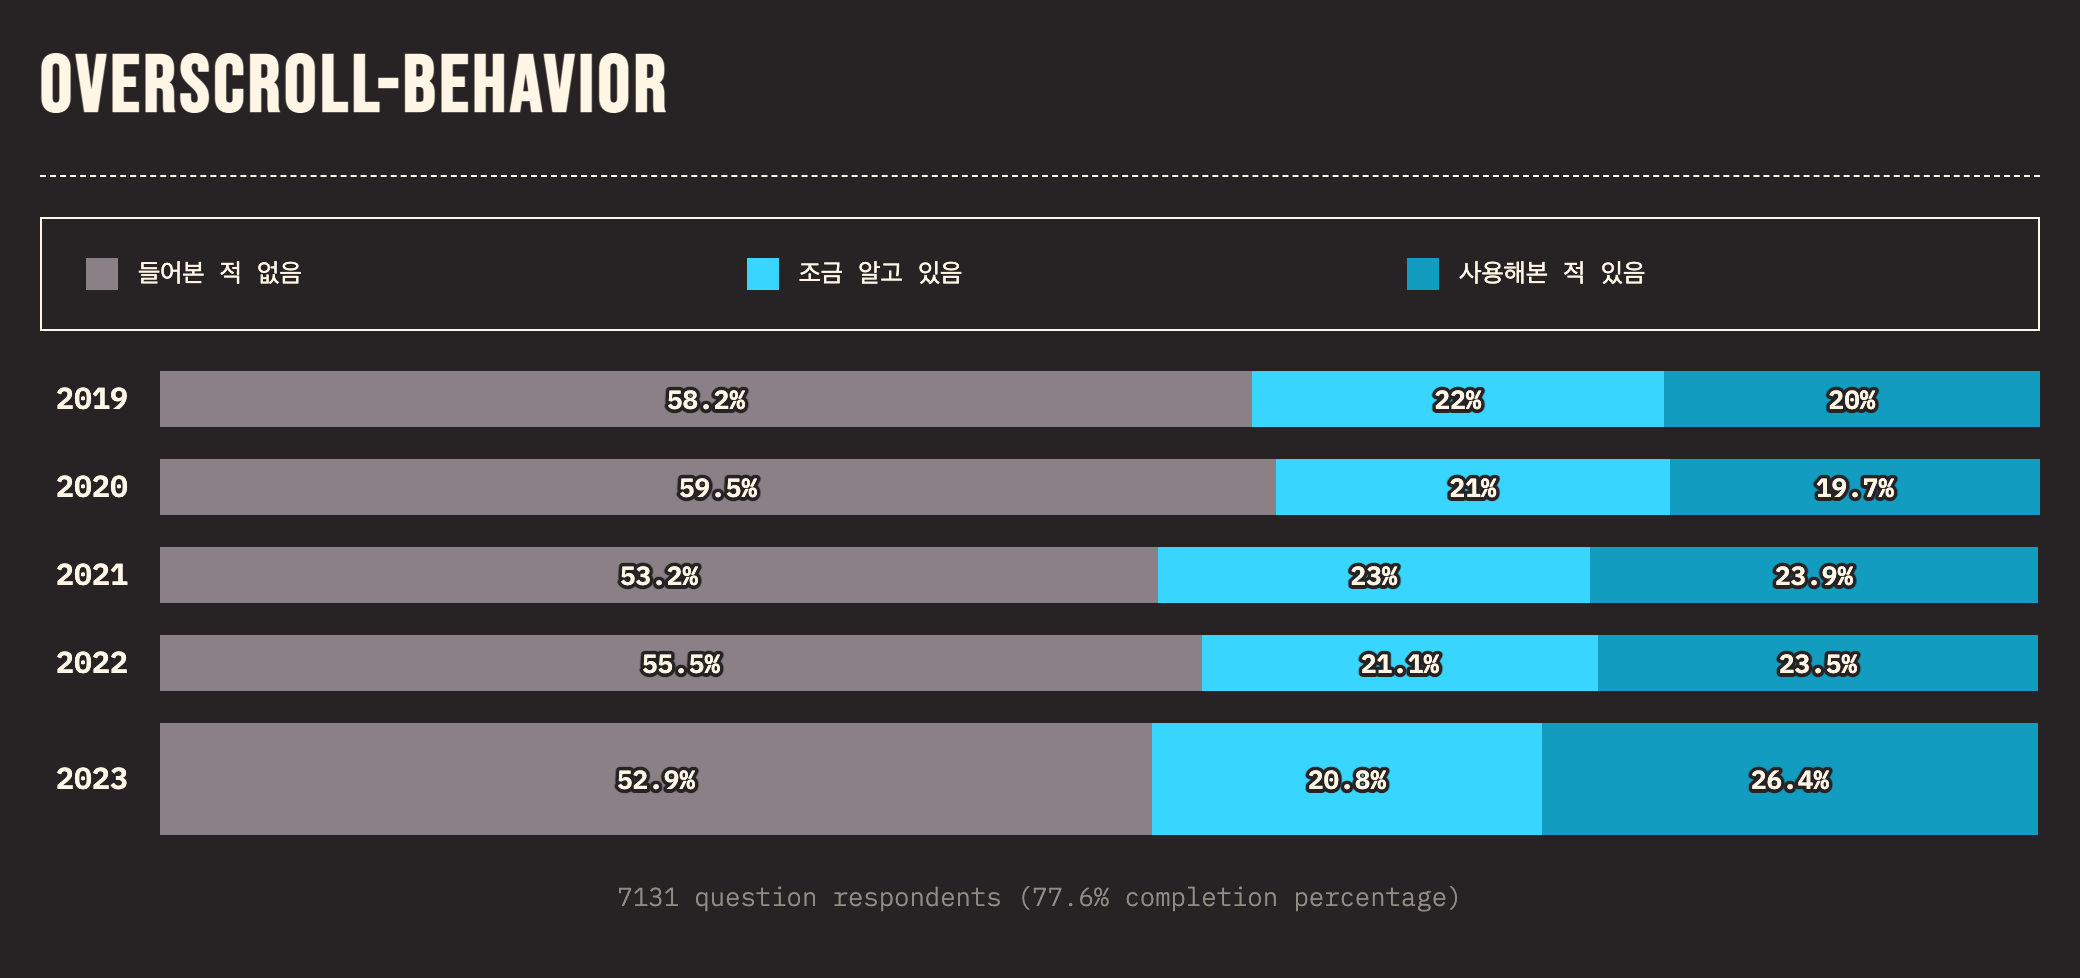 OVERSCROLL-BEHAVIOR
들어본 적 없음 조금 알고 있음 사용해본 적 있음
2019 58.2% 22% 20%
2020 59.5% 21% 19.7%
2021 53.2% 23% 23.9%
2022 55.5% 21.1% 23.5%
2023 52.9% 20.8% 26.4%
7131 question respondents (77.6% completion percentage)